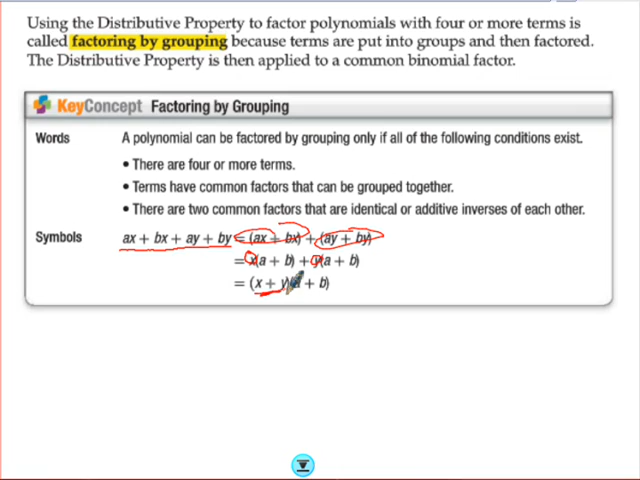 Using the Distributive Property to factor polynomials with four or more terms is
called factoring by grouping because terms are put into groups and then factored.
The Distributive Property is then applied to a common binomial factor.
KeyConcept Factoring by Grouping
Words A polynomial can be factored by grouping only if all of the following conditions exist.
• There are four or more terms.
• Terms have common factors that can be grouped together.
• There are two common factors that are identical or additive inverses of each other.
Symbols ax + bx + ay + by = (ax + bx) + (ay + by)
= x(a + b) + y(a + b)
= (x + y)(a + b)